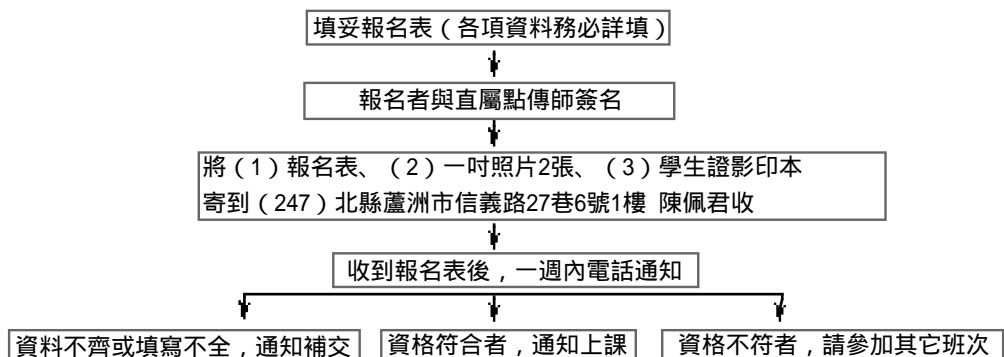 填妥報名表（各項資料務必詳填）
報名者與直屬點傳師簽名
將（1）報名表、（2）一吋照片2張、（3）學生證影印本
寄到（247）北縣蘆洲市信義路27巷6號1樓 陳佩君收
收到報名表後，一週內電話通知
資料不齊或填寫不全，通知補交
資格符合者，通知上課
資格不符者，請參加其它班次